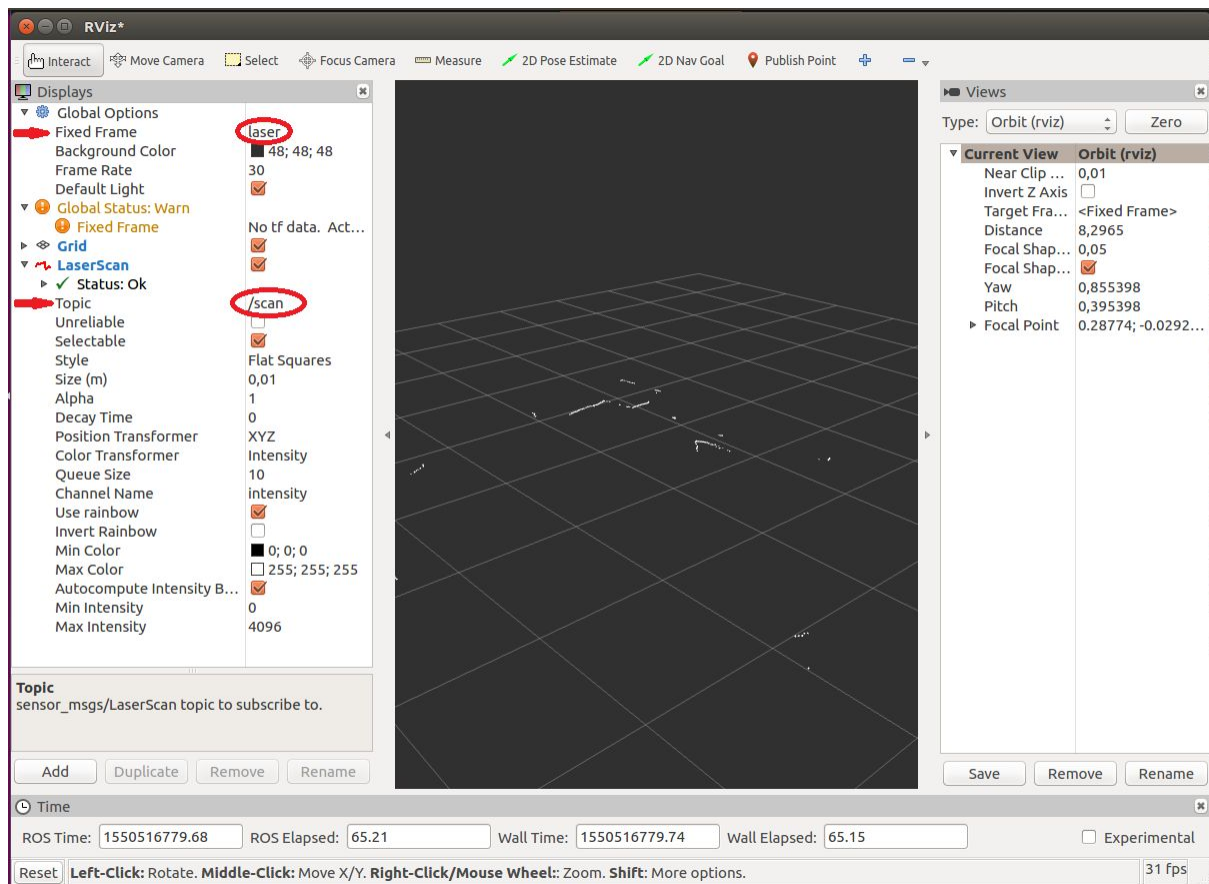 RViz*
Interact Move Camera Select Focus Camera Measure 2D Pose Estimate 2D Nav Goal Publish Point
Displays
Global Options
Fixed Frame laser
Background Color 48; 48; 48
Frame Rate 30
Default Light
Global Status: Warn
Fixed Frame No tf data. Act...
Grid
LaserScan
Status: Ok
Topic /scan
Unreliable
Selectable
Style Flat Squares
Size (m) 0,01
Alpha 1
Decay Time 0
Position Transformer XYZ
Color Transformer Intensity
Queue Size 10
Channel Name intensity
Use rainbow
Invert Rainbow
Min Color 0; 0; 0
Max Color 255; 255; 255
Autocompute Intensity B...
Min Intensity 0
Max Intensity 4096
Topic
sensor_msgs/LaserScan topic to subscribe to.
Add Duplicate Remove Rename
Views
Type: Orbit (rviz) Zero
Current View Orbit (rviz)
Near Clip ... 0,01
Invert Z Axis
Target Fra... <Fixed Frame>
Distance 8,2965
Focal Shap... 0,05
Focal Shap...
Yaw 0,855398
Pitch 0,395398
Focal Point 0.28774; -0.0292...
Save Remove Rename
Time
ROS Time: 1550516779.68 ROS Elapsed: 65.21 Wall Time: 1550516779.74 Wall Elapsed: 65.15 Experimental
Reset Left-Click: Rotate. Middle-Click: Move X/Y. Right-Click/Mouse Wheel:: Zoom. Shift: More options. 31 fps